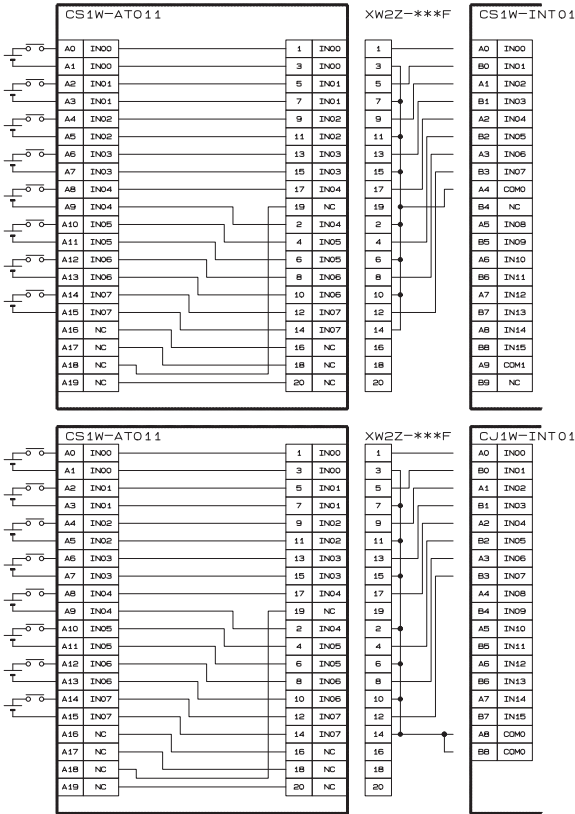 CS1W-ATO11 XW2Z-***F CS1W-INT01
A0 IN00 1 IN00 1 A0 IN00
A1 IN00 3 IN00 3 B0 IN01
A2 IN01 5 IN01 5 A1 IN02
A3 IN01 7 IN01 7 B1 IN03
A4 IN02 9 IN02 9 A2 IN04
A5 IN02 11 IN02 11 B2 IN05
A6 IN03 13 IN03 13 A3 IN06
A7 IN03 15 IN03 15 B3 IN07
A8 IN04 17 IN04 17 A4 COM0
A9 IN04 19 NC 19 B4 NC
A10 IN05 2 IN04 2 A5 IN08
A11 IN05 4 IN05 4 B5 IN09
A12 IN06 6 IN05 6 A6 IN10
A13 IN06 8 IN06 8 B6 IN11
A14 IN07 10 IN06 10 A7 IN12
A15 IN07 12 IN07 12 B7 IN13
A16 NC 14 IN07 14 A8 IN14
A17 NC 16 NC 16 B8 IN15
A18 NC 18 NC 18 A9 COM1
A19 NC 20 NC 20 B9 NC
CS1W-ATO11 XW2Z-***F CJ1W-INT01
A0 IN00 1 IN00 1 A0 IN00
A1 IN00 3 IN00 3 B0 IN01
A2 IN01 5 IN01 5 A1 IN02
A3 IN01 7 IN01 7 B1 IN03
A4 IN02 9 IN02 9 A2 IN04
A5 IN02 11 IN02 11 B2 IN05
A6 IN03 13 IN03 13 A3 IN06
A7 IN03 15 IN03 15 B3 IN07
A8 IN04 17 IN04 17 A4 IN08
A9 IN04 19 NC 19 B4 IN09
A10 IN05 2 IN04 2 A5 IN10
A11 IN05 4 IN05 4 B5 IN11
A12 IN06 6 IN05 6 A6 IN12
A13 IN06 8 IN06 8 B6 IN13
A14 IN07 10 IN06 10 A7 IN14
A15 IN07 12 IN07 12 B7 IN15
A16 NC 14 IN07 14 A8 COM0
A17 NC 16 NC 16 B8 COM0
A18 NC 18 NC 18
A19 NC 20 NC 20